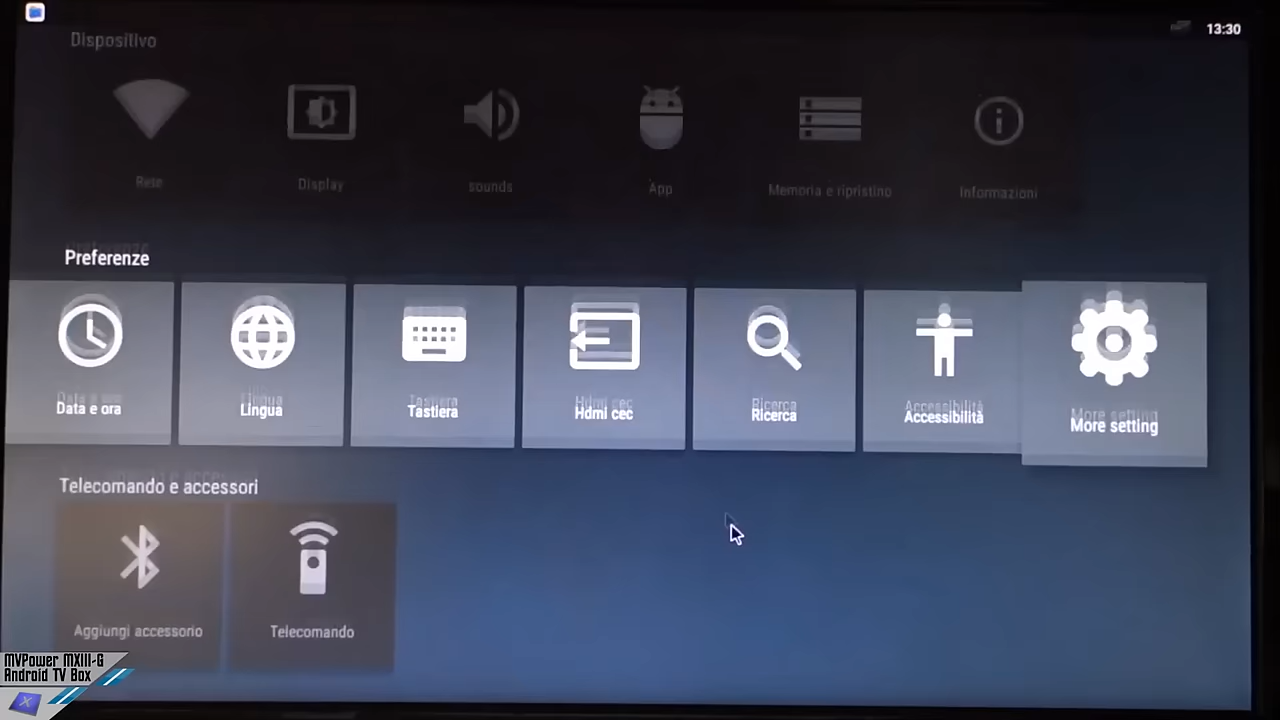 13:30
Dispositivo
Rete
Display
sounds
App
Memoria e ripristino
Informazioni
Preferenze
Data e ora
Lingua
Tastiera
Hdmi cec
Ricerca
Accessibilità
More setting
Telecomando e accessori
Aggiungi accessorio
Telecomando
MVPower MXIII-G
Android TV Box